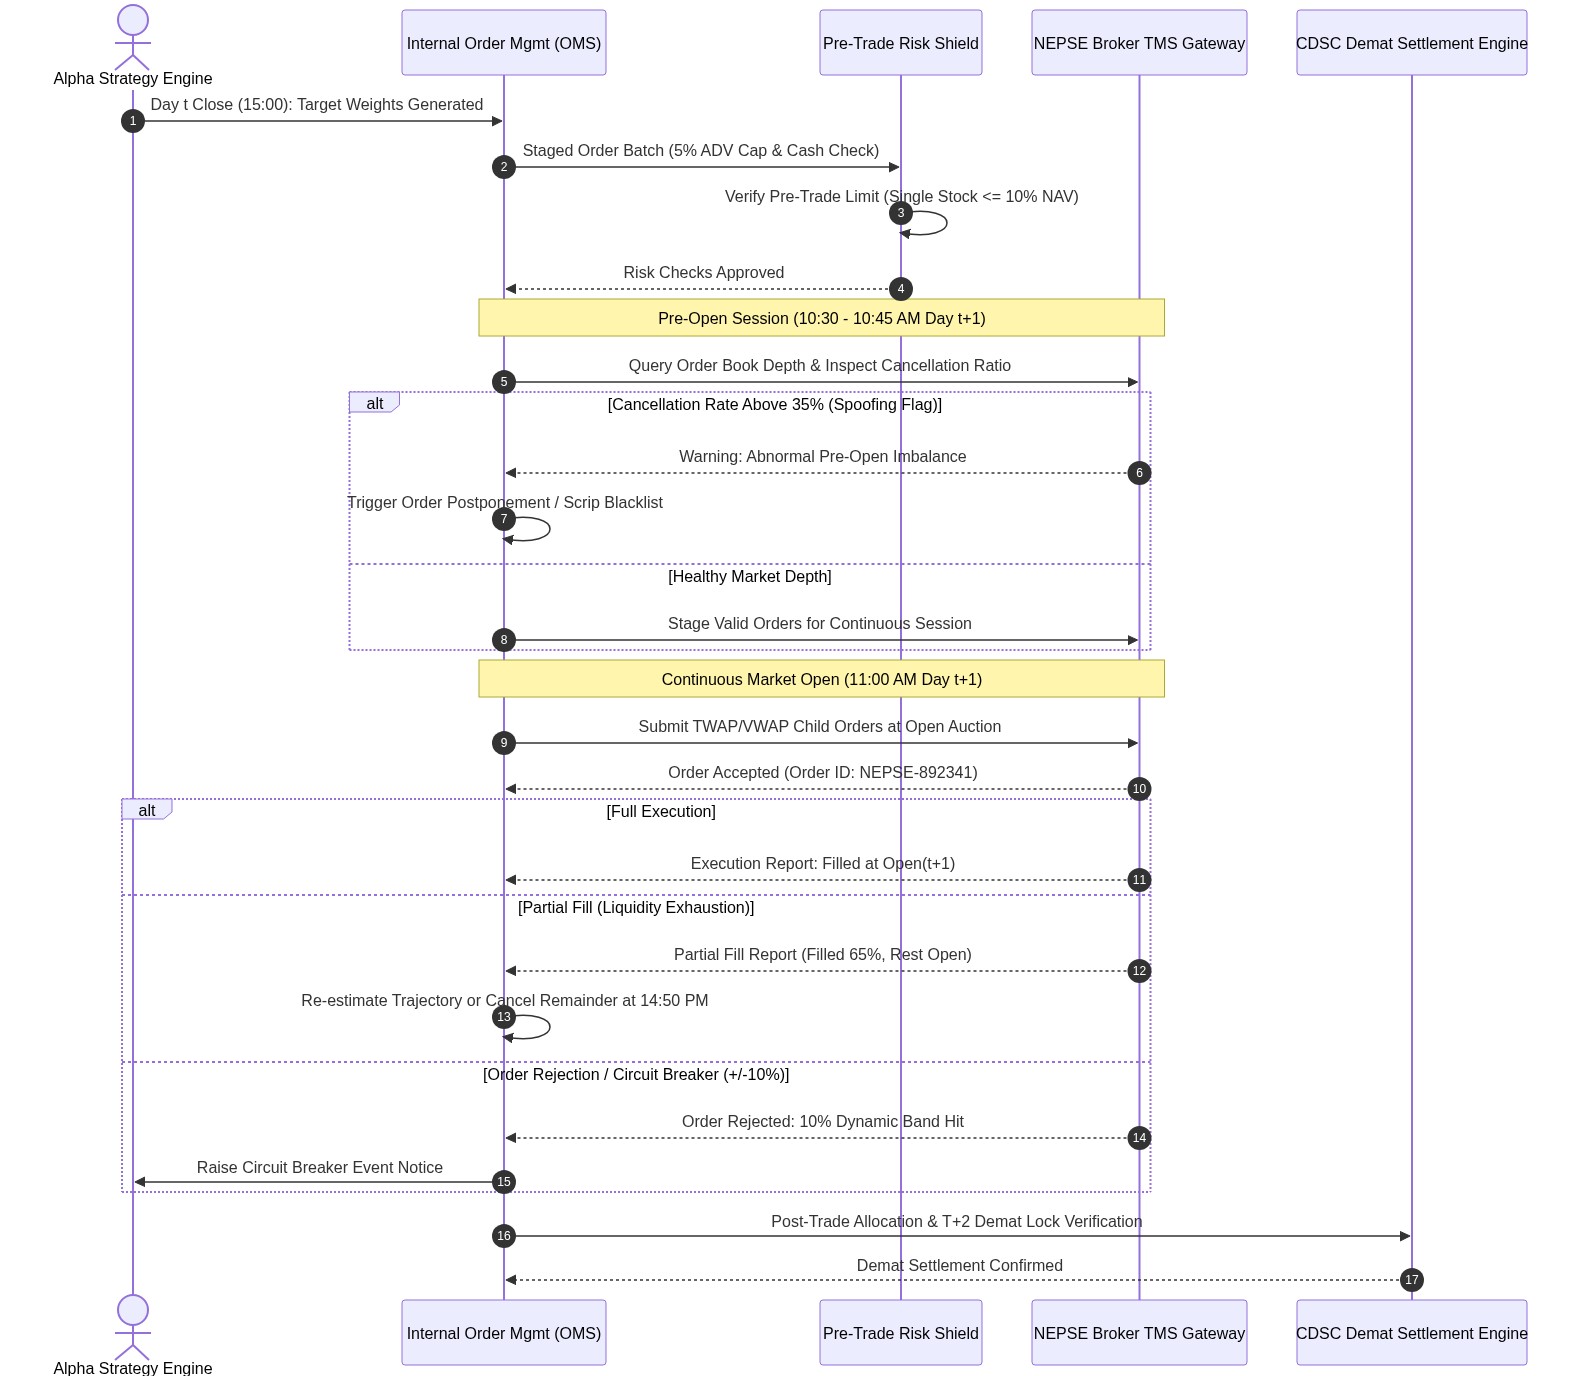 Alpha Strategy Engine
Internal Order Mgmt (OMS)
Pre-Trade Risk Shield
NEPSE Broker TMS Gateway
CDSC Demat Settlement Engine
1
Day t Close (15:00): Target Weights Generated
2
Staged Order Batch (5% ADV Cap & Cash Check)
Verify Pre-Trade Limit (Single Stock <= 10% NAV)
3
Risk Checks Approved
4
Pre-Open Session (10:30 - 10:45 AM Day t+1)
Query Order Book Depth & Inspect Cancellation Ratio
5
alt
[Cancellation Rate Above 35% (Spoofing Flag)]
Warning: Abnormal Pre-Open Imbalance
6
Trigger Order Postponement / Scrip Blacklist
7
[Healthy Market Depth]
Stage Valid Orders for Continuous Session
8
Continuous Market Open (11:00 AM Day t+1)
Submit TWAP/VWAP Child Orders at Open Auction
9
Order Accepted (Order ID: NEPSE-892341)
10
alt
[Full Execution]
Execution Report: Filled at Open(t+1)
11
[Partial Fill (Liquidity Exhaustion)]
Partial Fill Report (Filled 65%, Rest Open)
12
Re-estimate Trajectory or Cancel Remainder at 14:50 PM
13
[Order Rejection / Circuit Breaker (+/-10%)]
Order Rejected: 10% Dynamic Band Hit
14
Raise Circuit Breaker Event Notice
15
Post-Trade Allocation & T+2 Demat Lock Verification
16
Demat Settlement Confirmed
17
Alpha Strategy Engine
Internal Order Mgmt (OMS)
Pre-Trade Risk Shield
NEPSE Broker TMS Gateway
CDSC Demat Settlement Engine